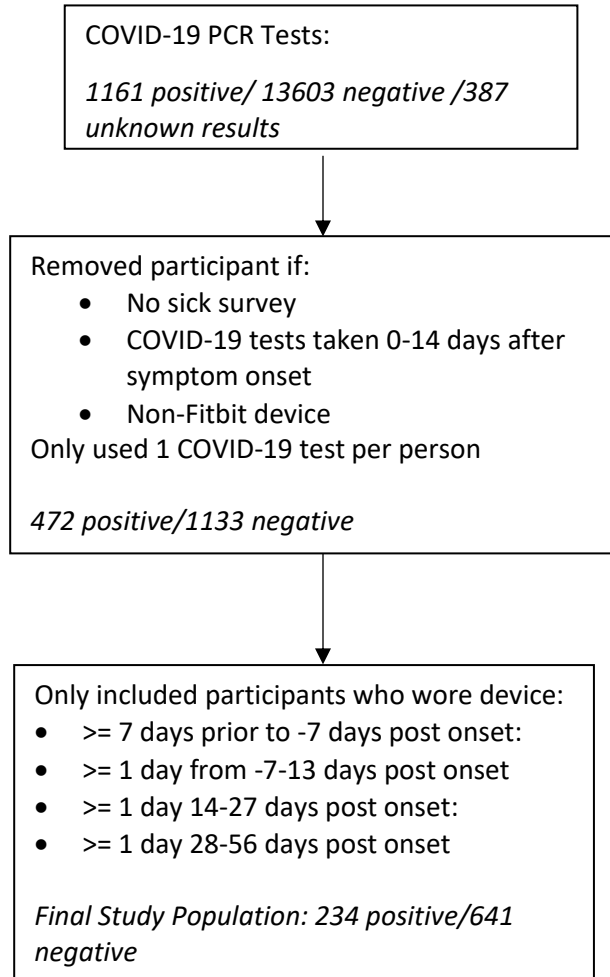 COVID-19 PCR Tests:
1161 positive/ 13603 negative /387
unknown results
Removed participant if:
• No sick survey
• COVID-19 tests taken 0-14 days after
symptom onset
• Non-Fitbit device
Only used 1 COVID-19 test per person
472 positive/1133 negative
Only included participants who wore device:
• >= 7 days prior to -7 days post onset:
• >= 1 day from -7-13 days post onset
• >= 1 day 14-27 days post onset:
• >= 1 day 28-56 days post onset
Final Study Population: 234 positive/641
negative